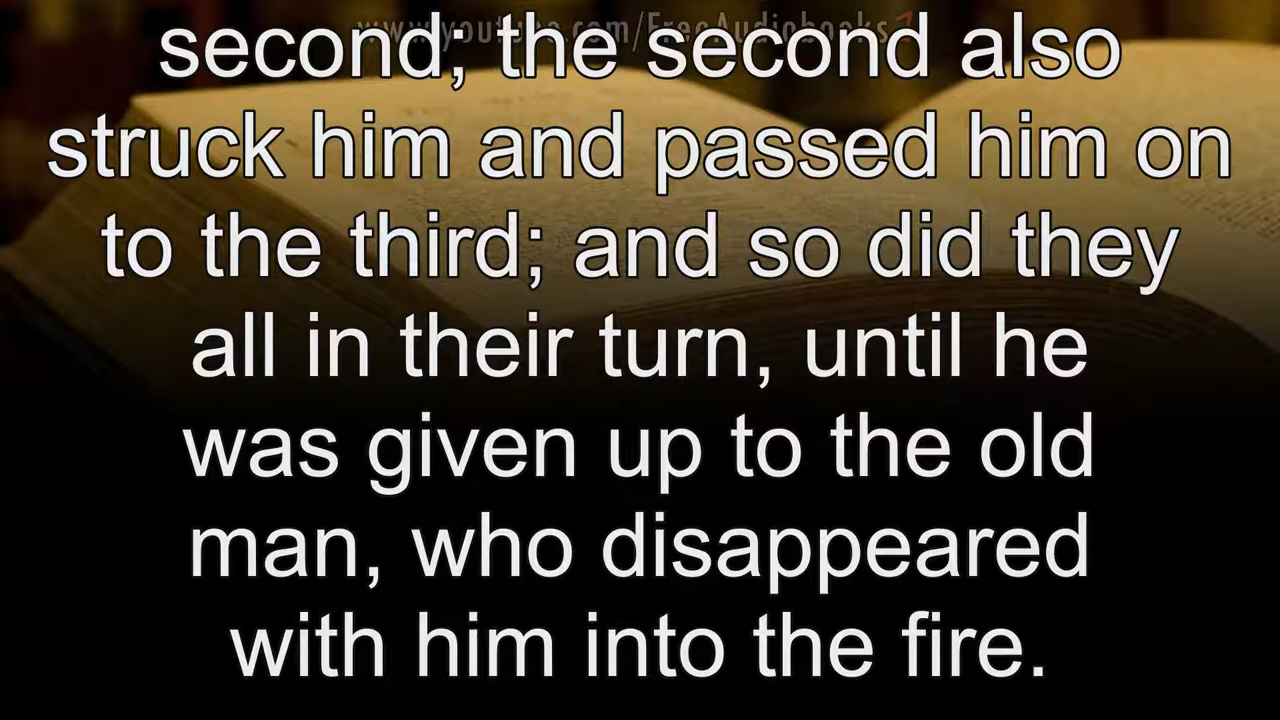 www.youtube.com/FreeAudiobooks
second; the second also
struck him and passed him on
to the third; and so did they
all in their turn, until he
was given up to the old
man, who disappeared
with him into the fire.